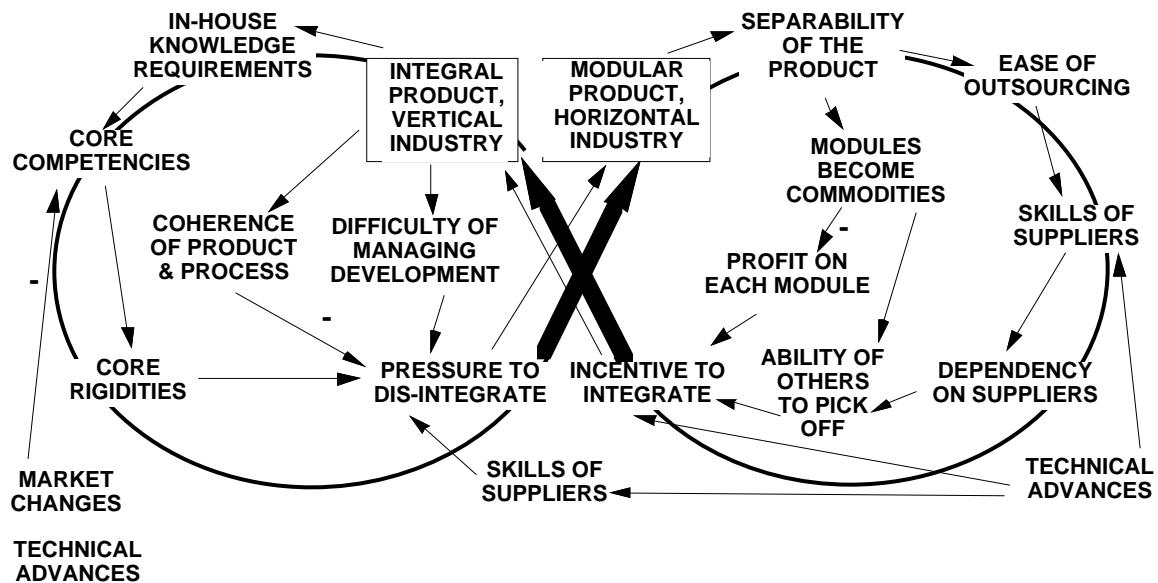 IN-HOUSE
KNOWLEDGE
REQUIREMENTS
INTEGRAL
PRODUCT,
VERTICAL
INDUSTRY
MODULAR
PRODUCT,
HORIZONTAL
INDUSTRY
SEPARABILITY
OF THE
PRODUCT
EASE OF
OUTSOURCING
CORE
COMPETENCIES
MODULES
BECOME
COMMODITIES
COHERENCE
OF PRODUCT
& PROCESS
DIFFICULTY OF
MANAGING
DEVELOPMENT
SKILLS OF
SUPPLIERS
-
PROFIT ON
EACH MODULE
-
-
CORE
RIGIDITIES
PRESSURE TO
DIS-INTEGRATE
INCENTIVE TO
INTEGRATE
ABILITY OF
OTHERS
TO PICK
OFF
DEPENDENCY
ON SUPPLIERS
MARKET
CHANGES
SKILLS OF
SUPPLIERS
TECHNICAL
ADVANCES
TECHNICAL
ADVANCES